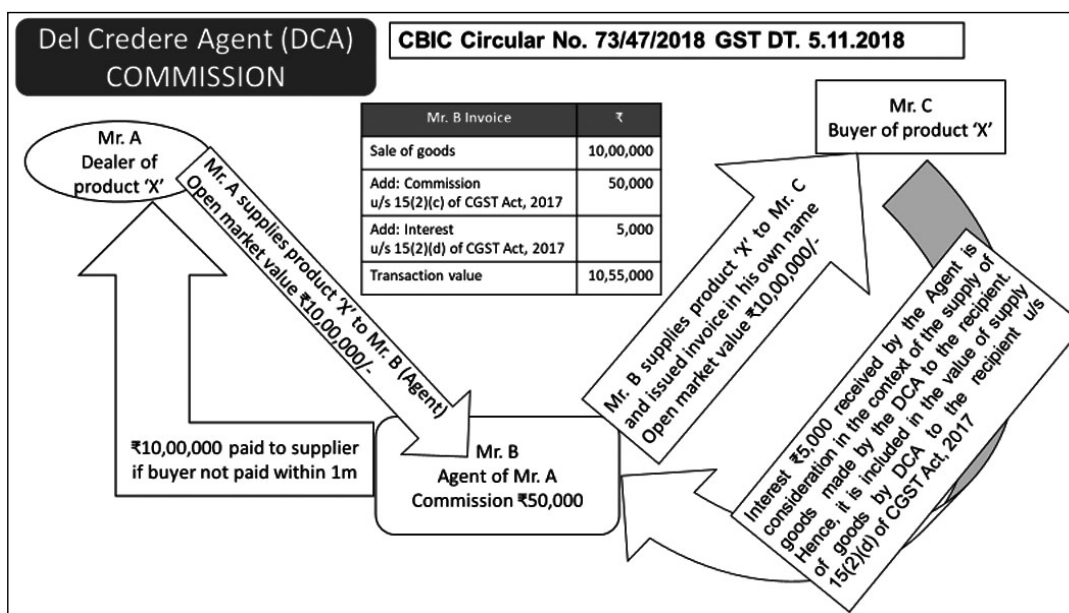 Del Credere Agent (DCA)
COMMISSION
CBIC Circular No. 73/47/2018 GST DT. 5.11.2018
Mr. A
Dealer of
product ‘X’
Mr. A supplies product ‘X’ to Mr. B (Agent)
Open market value ₹10,00,000/-
Mr. B Invoice ₹
Sale of goods 10,00,000
Add: Commission 50,000
u/s 15(2)(c) of CGST Act, 2017
Add: Interest 5,000
u/s 15(2)(d) of CGST Act, 2017
Transaction value 10,55,000
Mr. C
Buyer of product ‘X’
Mr. B supplies product ‘X’ to Mr. C
and issued invoice in his own name
Open market value ₹10,00,000/-
Interest ₹5,000 received by the Agent is
consideration in the context of the supply of
goods made by the DCA to the recipient.
Hence, it is included in the value of supply
of goods by DCA to the recipient u/s
15(2)(d) of CGST Act, 2017
₹10,00,000 paid to supplier
if buyer not paid within 1m
Mr. B
Agent of Mr. A
Commission ₹50,000